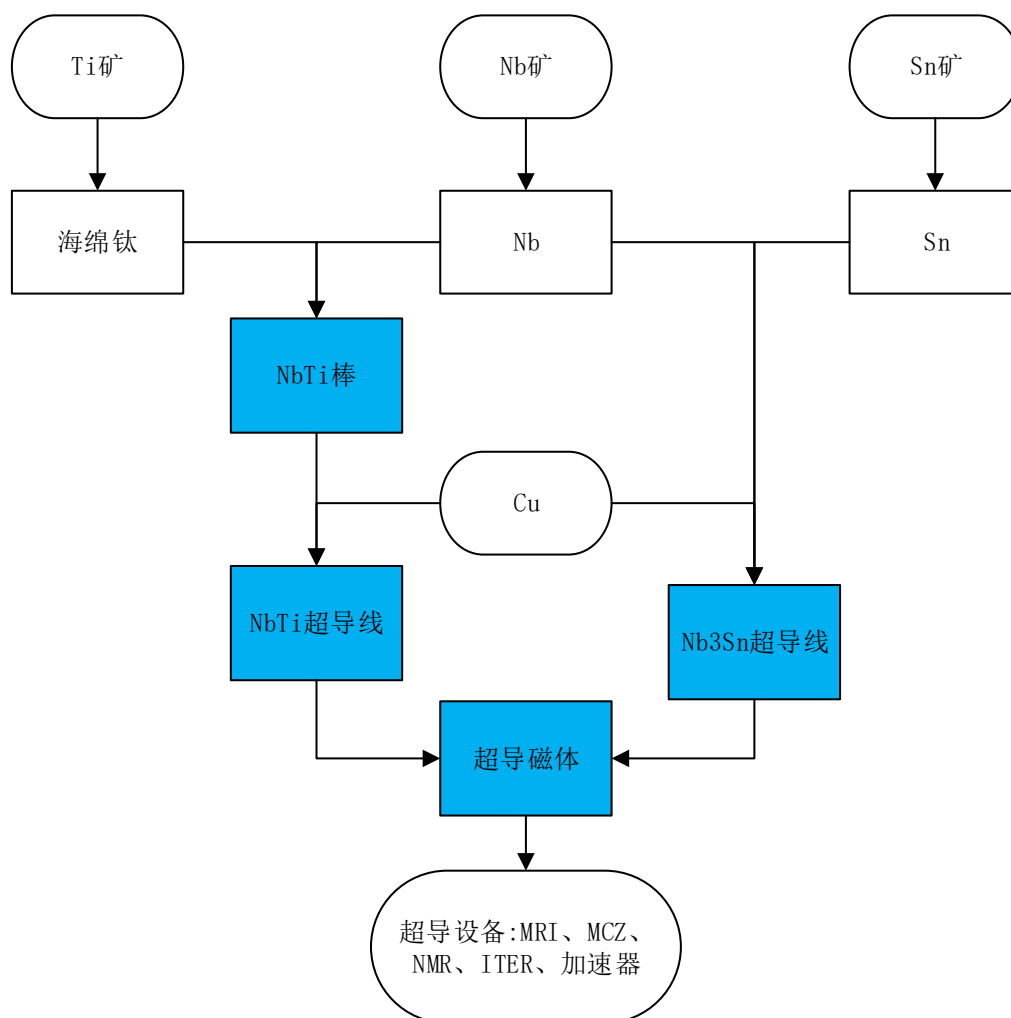 Ti矿
Nb矿
Sn矿
海绵钛
Nb
Sn
NbTi棒
Cu
NbTi超导线
Nb3Sn超导线
超导磁体
超导设备:MRI、MCZ、
NMR、ITER、加速器